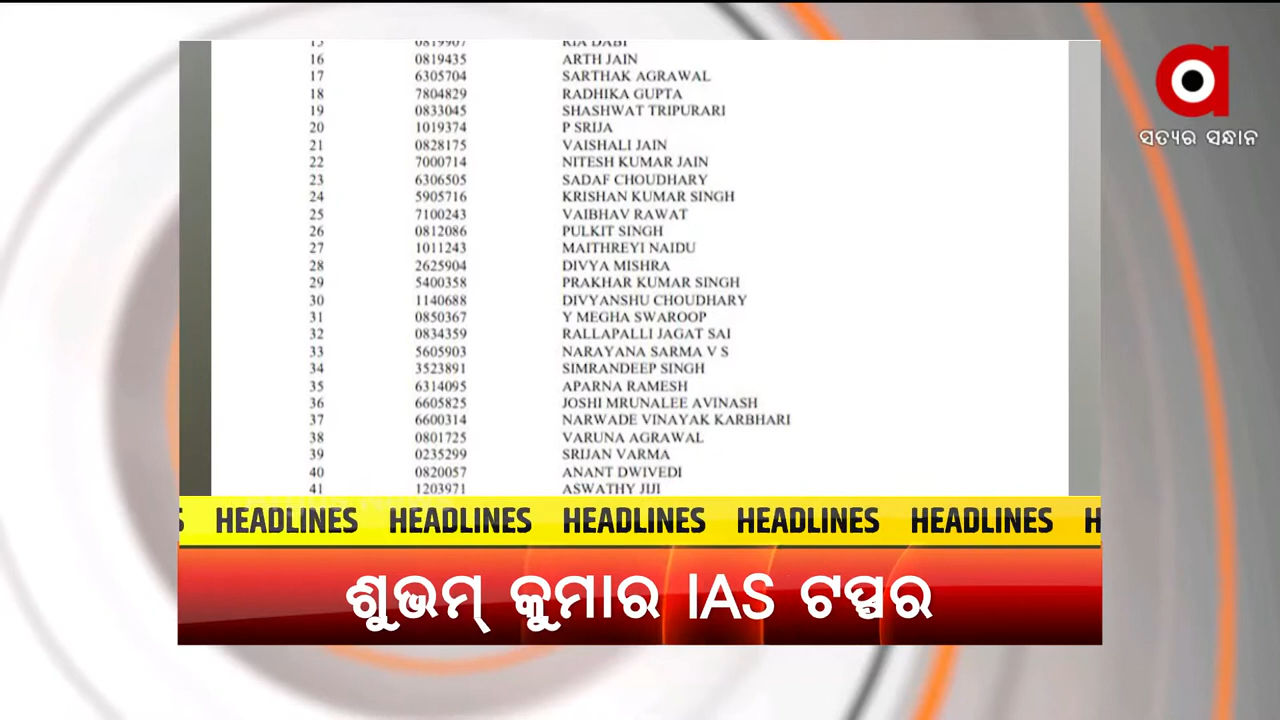 15 0819907 RIA DABI
16 0819435 ARTH JAIN
17 6305704 SARTHAK AGRAWAL
18 7804829 RADHIKA GUPTA
19 0833045 SHASHWAT TRIPURARI
20 1019374 P SRIJA
21 0828175 VAISHALI JAIN
22 7000714 NITESH KUMAR JAIN
23 6306505 SADAF CHOUDHARY
24 5905716 KRISHAN KUMAR SINGH
25 7100243 VAIBHAV RAWAT
26 0812086 PULKIT SINGH
27 1011243 MAITHREYI NAIDU
28 2625904 DIVYA MISHRA
29 5400358 PRAKHAR KUMAR SINGH
30 1140688 DIVYANSHU CHOUDHARY
31 0850367 Y MEGHA SWAROOP
32 0834359 RALLAPALLI JAGAT SAI
33 5605903 NARAYANA SARMA V S
34 3523891 SIMRANDEEP SINGH
35 6314095 APARNA RAMESH
36 6605825 JOSHI MRUNALEE AVINASH
37 6600314 NARWADE VINAYAK KARBHARI
38 0801725 VARUNA AGRAWAL
39 0235299 SRIJAN VARMA
40 0820057 ANANT DWIVEDI
41 1203971 ASWATHY JIJI
a
ସତ୍ୟର ସନ୍ଧାନ
HEADLINES HEADLINES HEADLINES HEADLINES HEADLINES
ଶୁଭମ୍ କୁମାର IAS ଟପ୍ପର